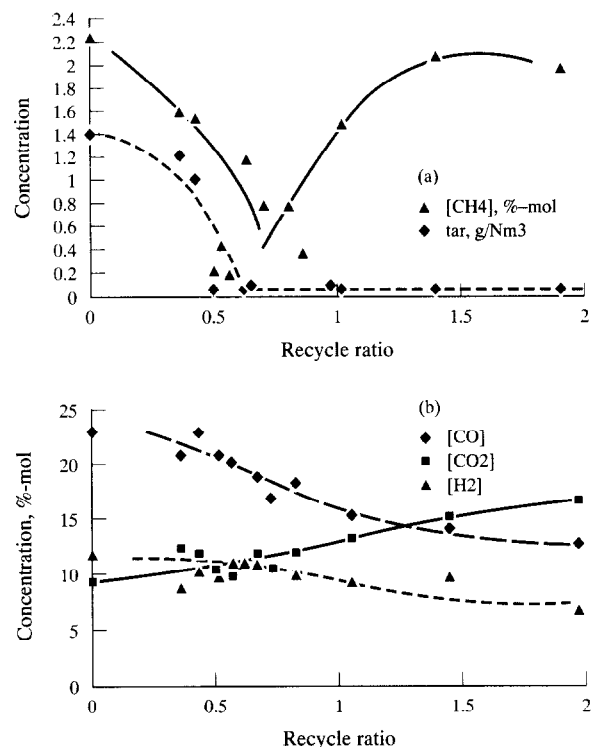 2.4
2.2
2
1.8
1.6
1.4
1.2
1
0.8
0.6
0.4
0.2
0
Concentration
(a)
[CH4], %-mol
tar, g/Nm3
0 0.5 1 1.5 2
Recycle ratio
25
20
15
10
5
0
Concentration, %-mol
(b)
[CO]
[CO2]
[H2]
0 0.5 1 1.5 2
Recycle ratio